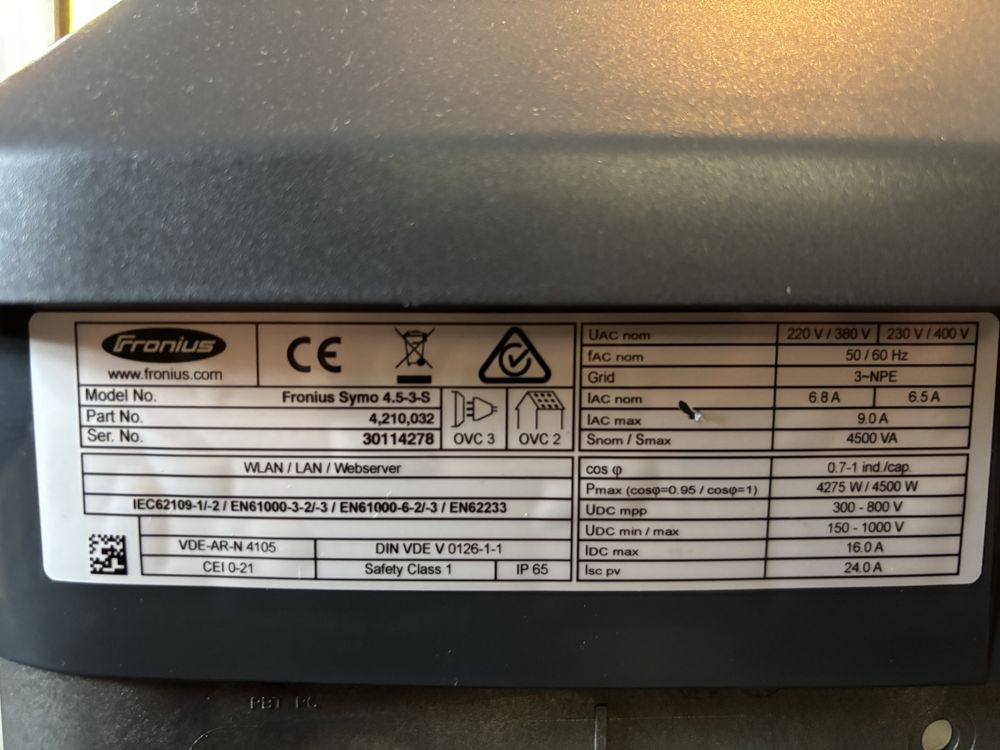 Fronius
www.fronius.com
CE
Model No. Fronius Symo 4.5-3-S
Part No. 4,210,032
Ser. No. 30114278
OVC 3 OVC 2
WLAN / LAN / Webserver
IEC62109-1/-2 / EN61000-3-2/-3 / EN61000-6-2/-3 / EN62233
VDE-AR-N 4105 DIN VDE V 0126-1-1
CEI 0-21 Safety Class 1 IP 65
UAC nom 220 V / 380 V 230 V / 400 V
fAC nom 50 / 60 Hz
Grid 3~NPE
IAC nom 6.8 A 6.5 A
IAC max 9.0 A
Snom / Smax 4500 VA
cos φ 0.7-1 ind./cap.
Pmax (cosφ=0.95 / cosφ=1) 4275 W / 4500 W
UDC mpp 300 - 800 V
UDC min / max 150 - 1000 V
IDC max 16.0 A
Isc pv 24.0 A
PBT PC